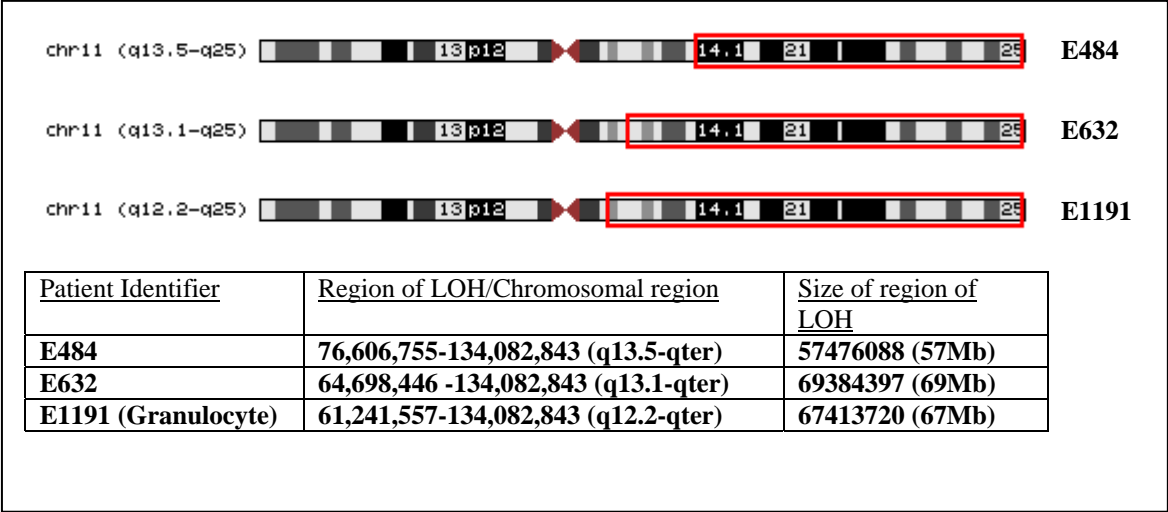 chr11 (q13.5-q25) 13 p12 14.1 21 25 E484
chr11 (q13.1-q25) 13 p12 14.1 21 25 E632
chr11 (q12.2-q25) 13 p12 14.1 21 25 E1191
Patient Identifier Region of LOH/Chromosomal region Size of region of
LOH
E484 76,606,755-134,082,843 (q13.5-qter) 57476088 (57Mb)
E632 64,698,446 -134,082,843 (q13.1-qter) 69384397 (69Mb)
E1191 (Granulocyte) 61,241,557-134,082,843 (q12.2-qter) 67413720 (67Mb)